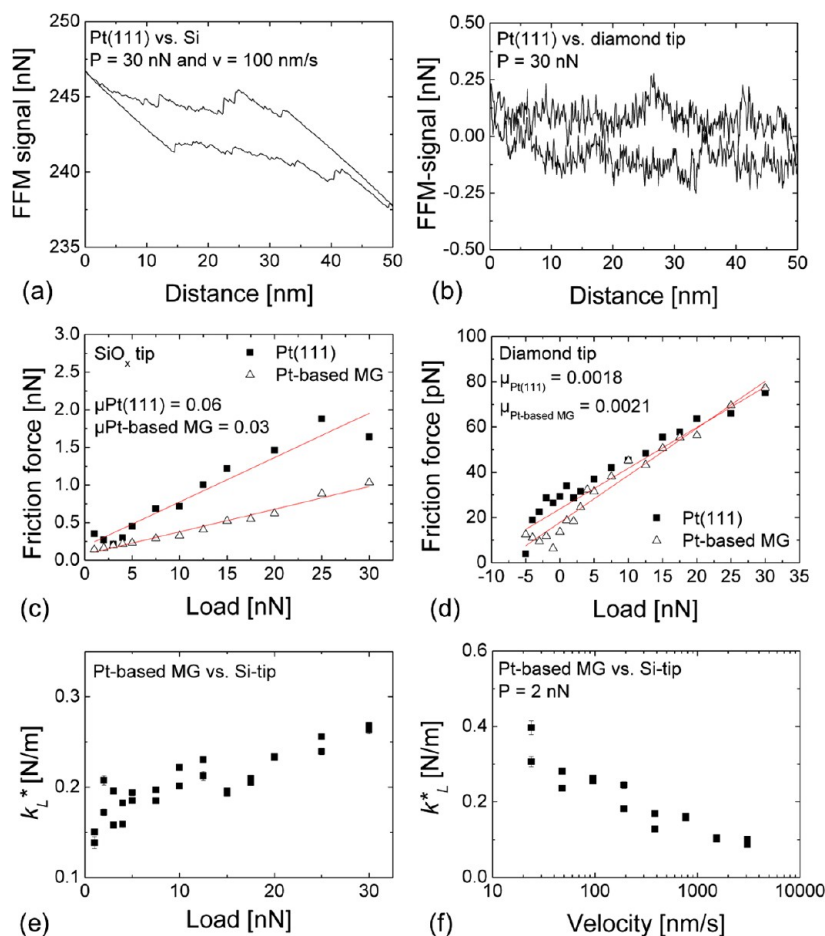 Pt(111) vs. Si
P = 30 nN and v = 100 nm/s
FFM signal [nN]
250
245
240
235
0 10 20 30 40 50
(a)
Distance [nm]
Pt(111) vs. diamond tip
P = 30 nN
FFM-signal [nN]
0.50
0.25
0.00
-0.25
-0.50
0 10 20 30 40 50
(b)
Distance [nm]
SiOx tip
Pt(111)
Pt-based MG
μPt(111) = 0.06
μPt-based MG = 0.03
Friction force [nN]
3.0
2.5
2.0
1.5
1.0
0.5
0.0
0 5 10 15 20 25 30
(c)
Load [nN]
Diamond tip
μPt(111) = 0.0018
μPt-based MG = 0.0021
Pt(111)
Pt-based MG
Friction force [pN]
100
80
60
40
20
0
-10 -5 0 5 10 15 20 25 30 35
(d)
Load [nN]
Pt-based MG vs. Si-tip
kL* [N/m]
0.3
0.2
0.1
0 5 10 15 20 25 30
(e)
Load [nN]
Pt-based MG vs. Si-tip
P = 2 nN
k*L [N/m]
0.6
0.4
0.2
0.0
10 100 1000 10000
(f)
Velocity [nm/s]